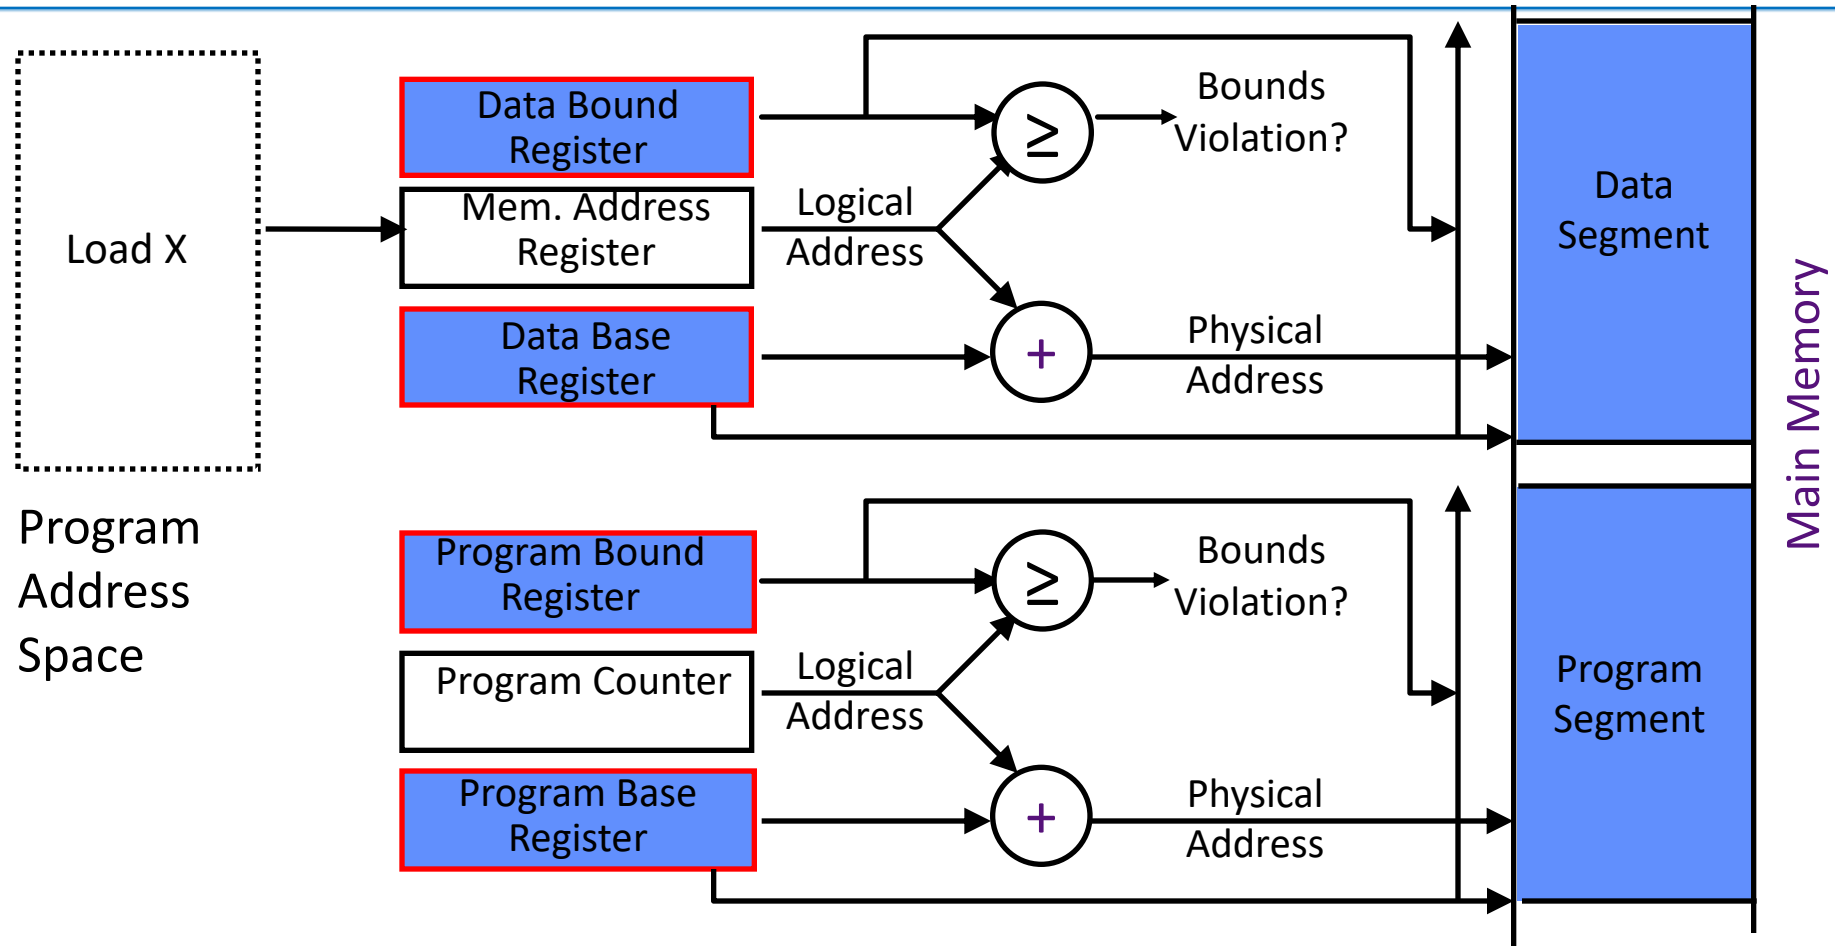 Load X
Program
Address
Space
Data Bound
Register
Mem. Address
Register
Data Base
Register
Logical
Address
≥
+
Bounds
Violation?
Physical
Address
Data
Segment
Program Bound
Register
Program Counter
Program Base
Register
Logical
Address
≥
+
Bounds
Violation?
Physical
Address
Program
Segment
Main Memory